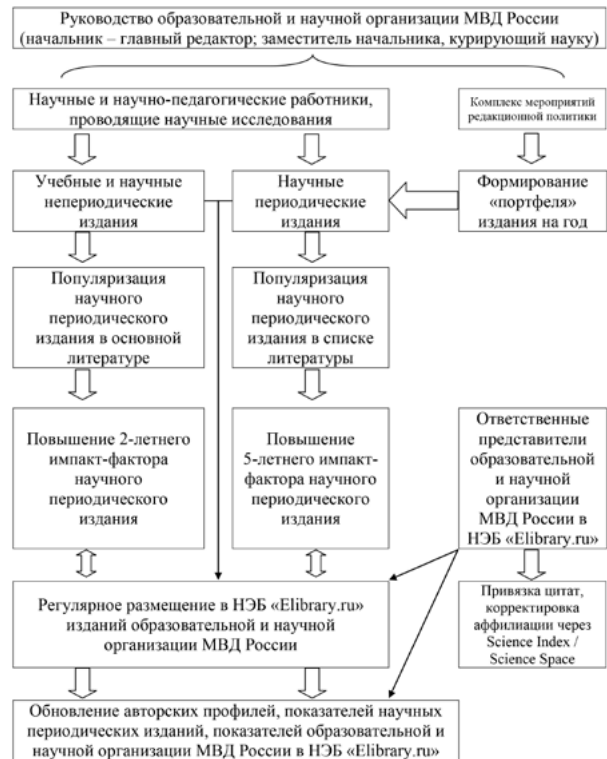 Руководство образовательной и научной организации МВД России
(начальник – главный редактор; заместитель начальника, курирующий науку)
Научные и научно-педагогические работники,
проводящие научные исследования
Комплекс мероприятий
редакционной политики
Учебные и научные
непериодические
издания
Научные
периодические
издания
Формирование
«портфеля»
издания на год
Популяризация
научного
периодического
издания в основной
литературе
Популяризация
научного
периодического
издания в списке
литературы
Повышение 2-летнего
импакт-фактора
научного
периодического
издания
Повышение
5-летнего импакт-
фактора научного
периодического
издания
Ответственные
представители
образовательной
и научной
организации
МВД России в
НЭБ «Elibrary.ru»
Регулярное размещение в НЭБ «Elibrary.ru»
изданий образовательной и научной
организации МВД России
Привязка цитат,
корректировка
аффилиации через
Science Index /
Science Space
Обновление авторских профилей, показателей научных
периодических изданий, показателей образовательной и
научной организации МВД России в НЭБ «Elibrary.ru»